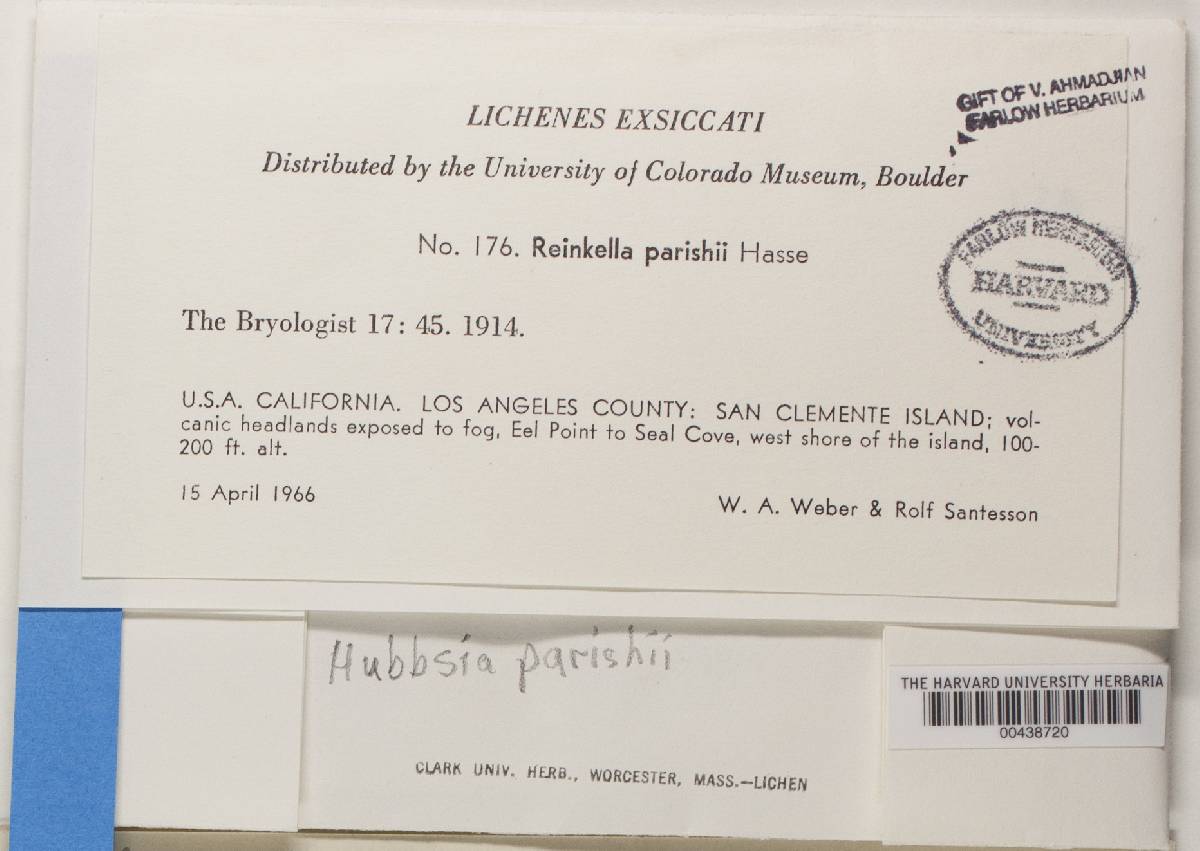 GIFT OF V. AHMADJIAN
FARLOW HERBARIUM
LICHENES EXSICCATI
Distributed by the University of Colorado Museum, Boulder
No. 176. Reinkella parishii Hasse
FARLOW HERBARIUM
HARVARD
UNIVERSITY
The Bryologist 17: 45. 1914.
U.S.A. CALIFORNIA. LOS ANGELES COUNTY: SAN CLEMENTE ISLAND; vol-
canic headlands exposed to fog, Eel Point to Seal Cove, west shore of the island, 100-
200 ft. alt.
15 April 1966
W. A. Weber & Rolf Santesson
Hubbsia parishii
THE HARVARD UNIVERSITY HERBARIA
00438720
CLARK UNIV. HERB., WORCESTER, MASS.—LICHEN